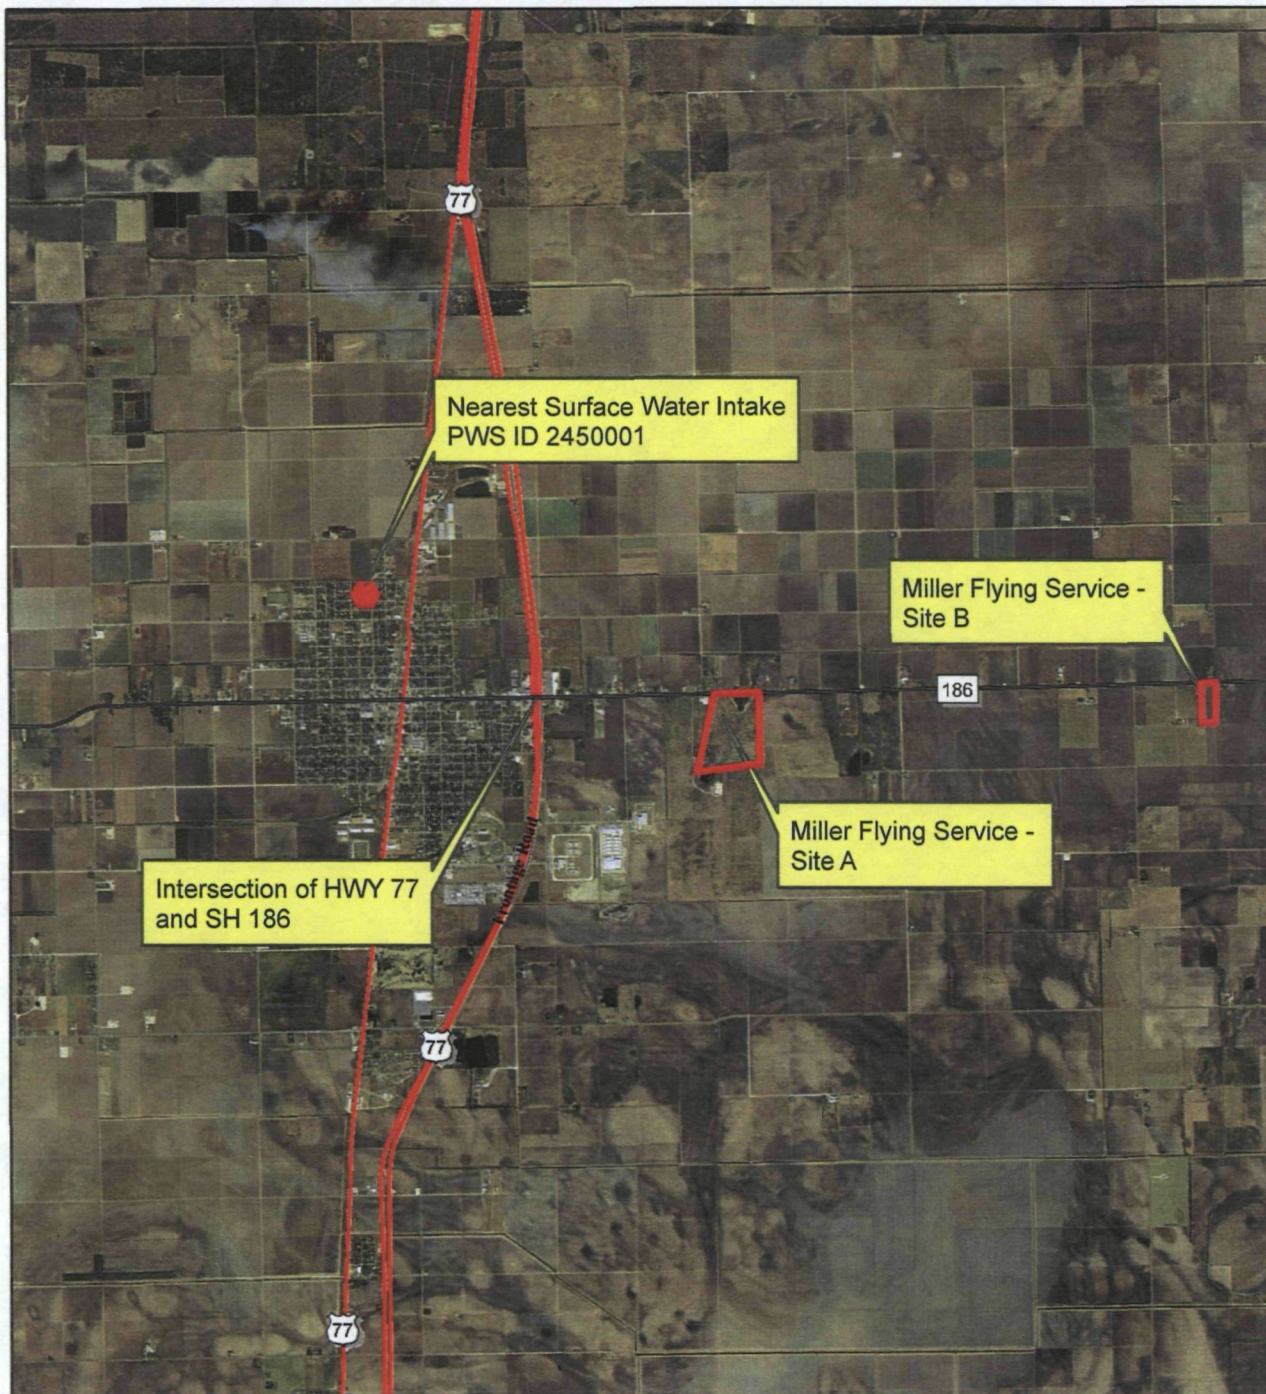 77
Nearest Surface Water Intake
PWS ID 2450001
Miller Flying Service -
Site B
186
Miller Flying Service -
Site A
Frontage Road
Intersection of HWY 77
and SH 186
77
77